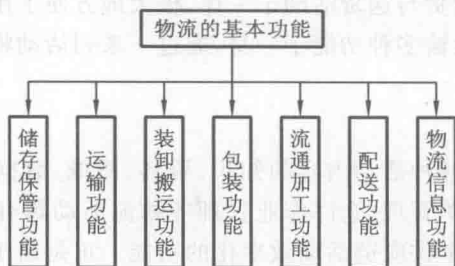 物流的基本功能
储存保管功能
运输功能
装卸搬运功能
包装功能
流通加功能
配送功能
物流信息功能